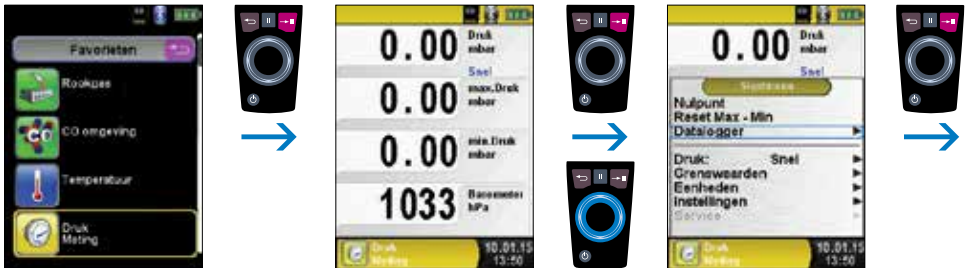 Favorieten
Rookgas
CO
CO omgeving
Temperatuur
Druk
Meting
0.00 Druk
mbar
Snel
0.00 max.Druk
mbar
0.00 min.Druk
mbar
1033 Barometer
hPa
Druk
Meting
10.01.15
13:50
0.00 Druk
mbar
Snel
Nulpunt
Reset Max - Min
Datalogger
Druk: Snel
Grenswaarden
Eenheden
Instellingen
Service
Druk
Meting
10.01.15
13:50